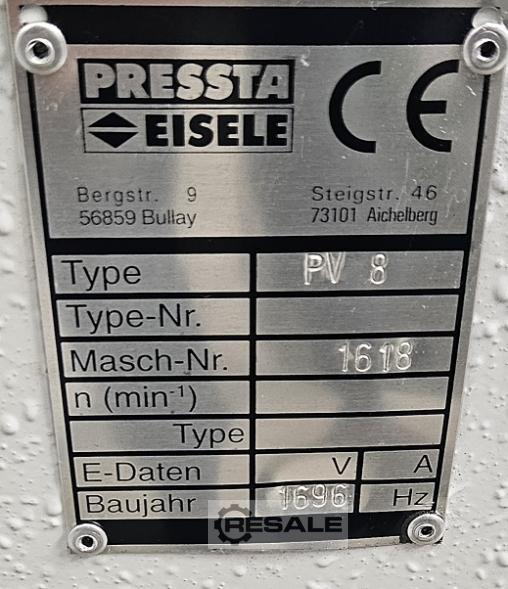 PRESSTA
EISELE
CE
Bergstr. 9
56859 Bullay
Steigstr. 46
73101 Aichelberg
Type PV 8
Type-Nr.
Masch-Nr. 1618
n (min-1)
Type
E-Daten V A
Baujahr 1696 Hz
RESALE